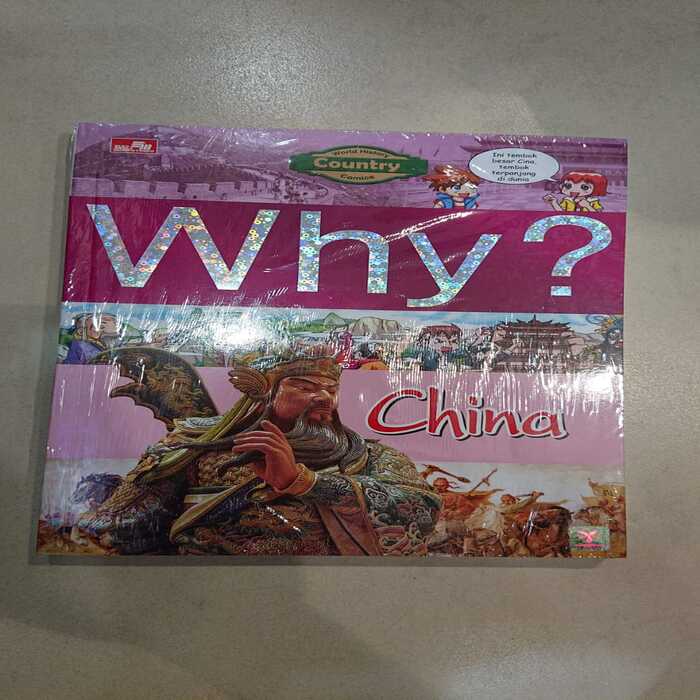 World History
Country
Comics
Ini tembok
besar Cina,
tembok
terpanjang
di dunia
Why?
China